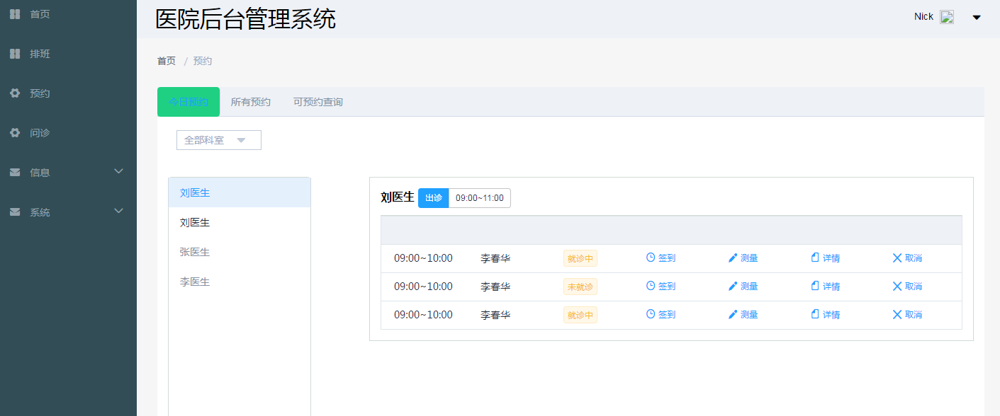 首页
排班
预约
问诊
信息
系统
医院后台管理系统
Nick
首页 / 预约
今日预约 所有预约 可预约查询
全部科室
刘医生
刘医生
张医生
李医生
刘医生 出诊 09:00~11:00
09:00~10:00 李春华 就诊中 签到 测量 详情 取消
09:00~10:00 李春华 未就诊 签到 测量 详情 取消
09:00~10:00 李春华 就诊中 签到 测量 详情 取消